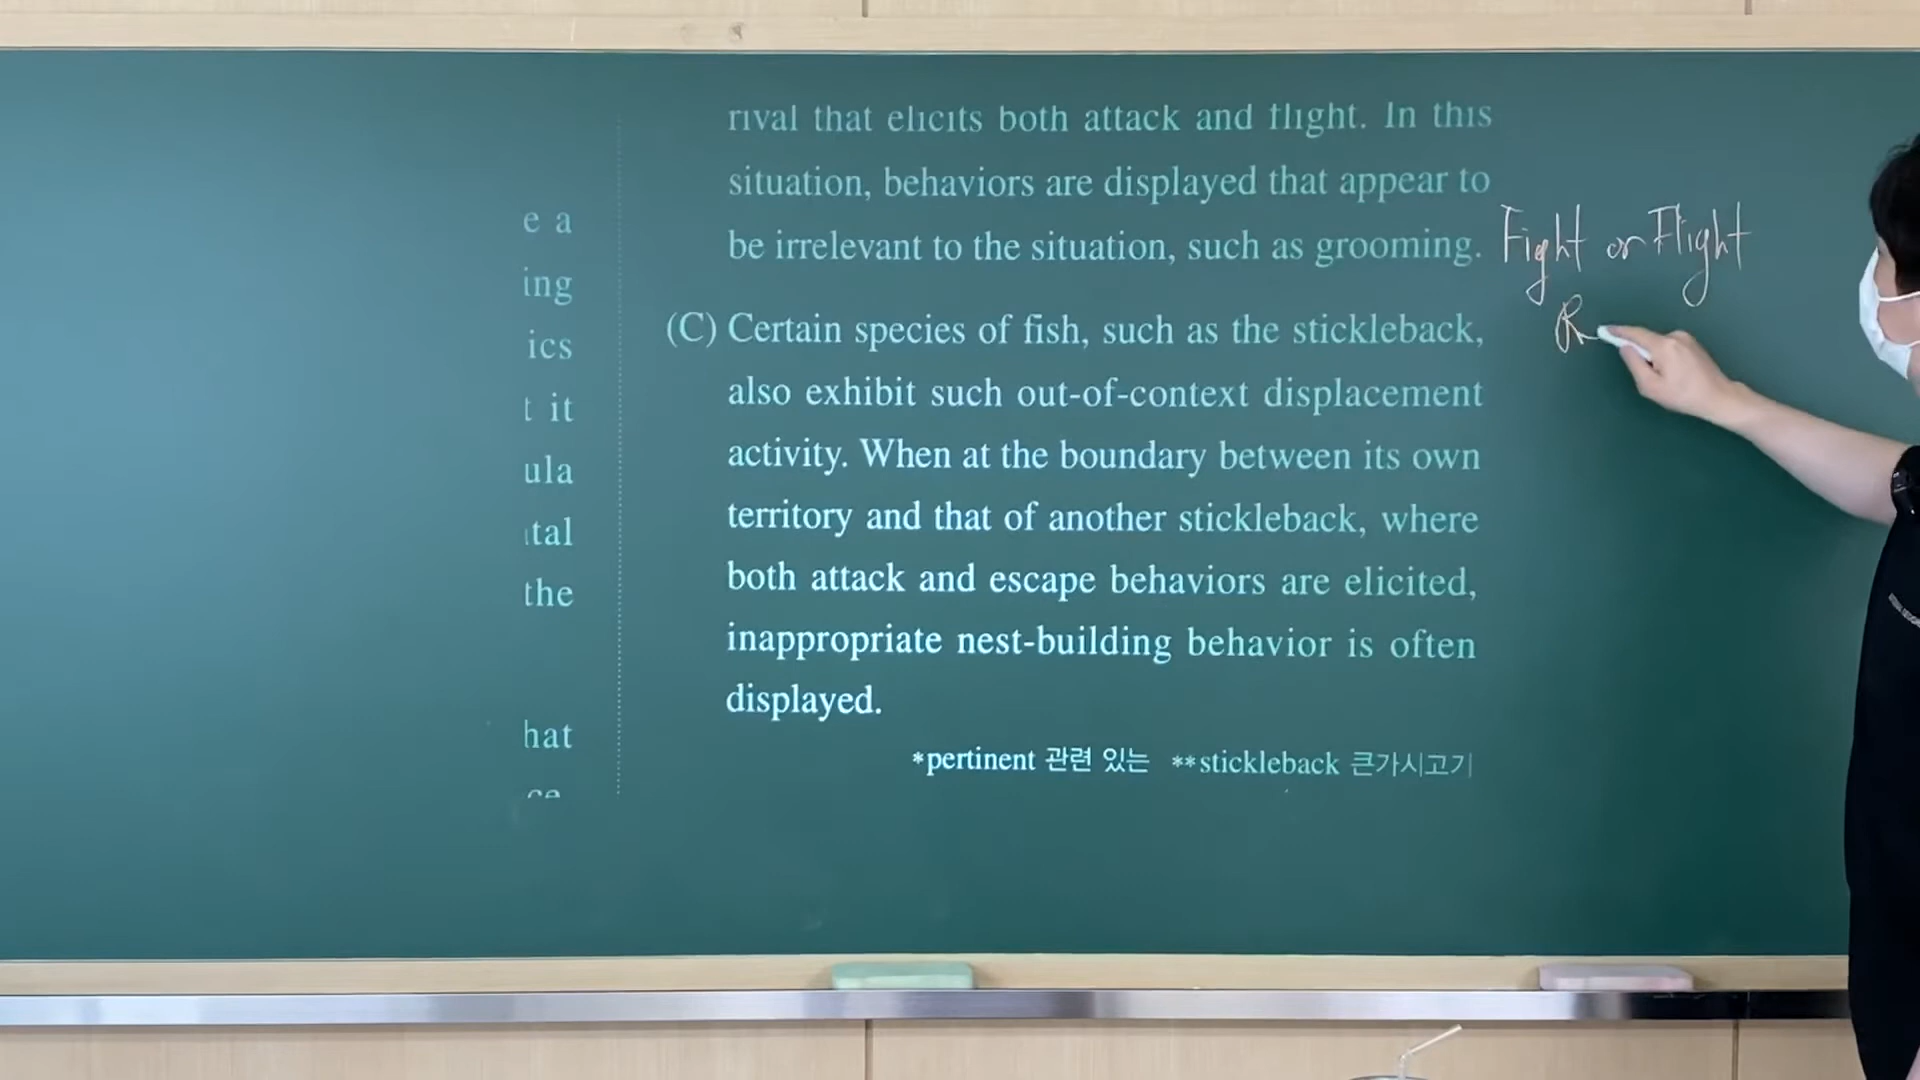 e a
ing
ics
t it
ula
tal
the
hat
rival that elicits both attack and flight. In this
situation, behaviors are displayed that appear to
be irrelevant to the situation, such as grooming.
(C) Certain species of fish, such as the stickleback,
also exhibit such out-of-context displacement
activity. When at the boundary between its own
territory and that of another stickleback, where
both attack and escape behaviors are elicited,
inappropriate nest-building behavior is often
displayed.
*pertinent 관련 있는 **stickleback 큰가시고기
Fight or Flight
R